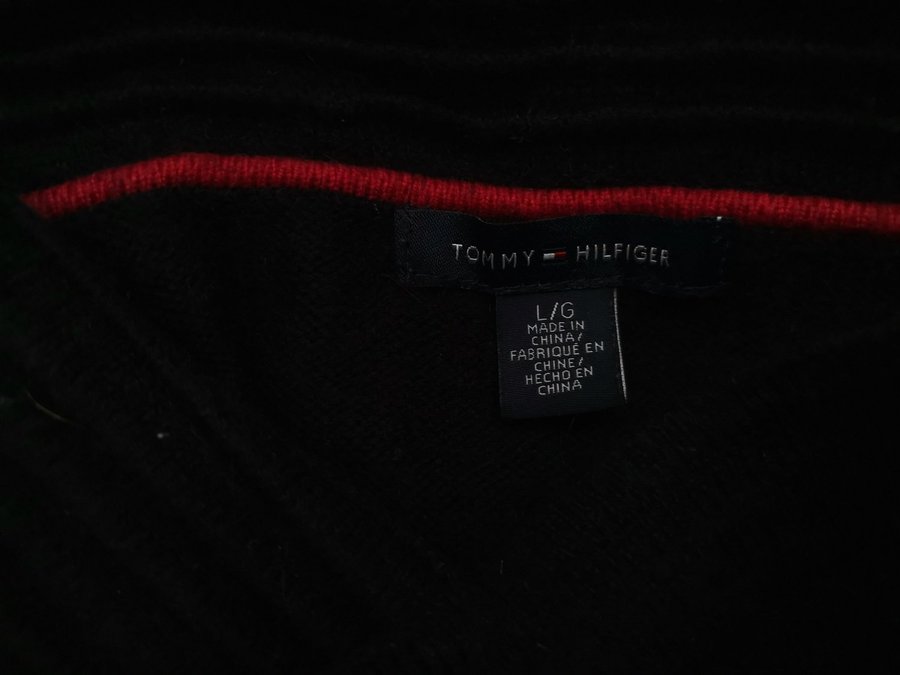 TOMMY HILFIGER
L/G
MADE IN
CHINA/
FABRIQUÉ EN
CHINE/
HECHO EN
CHINA